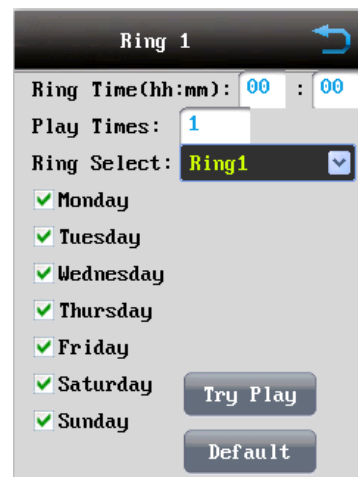 Ring 1
Ring Time(hh:mm): 00 : 00
Play Times: 1
Ring Select: Ring1
Monday
Tuesday
Wednesday
Thursday
Friday
Saturday
Try Play
Sunday
Default